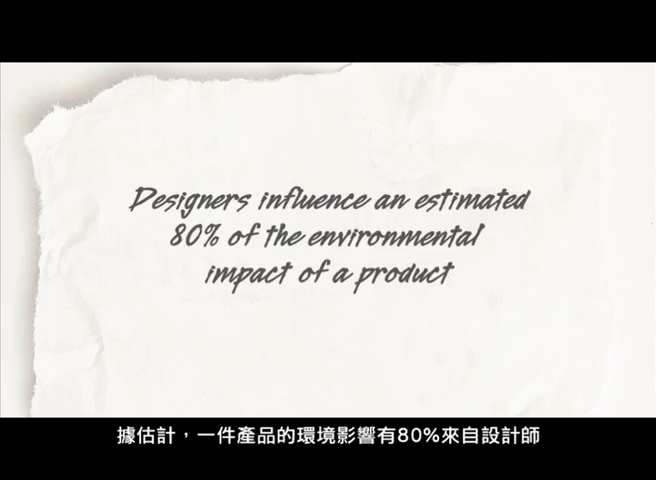 Designers influence an estimated
80% of the environmental
impact of a product
據估計，一件產品的環境影響有80%來自設計師